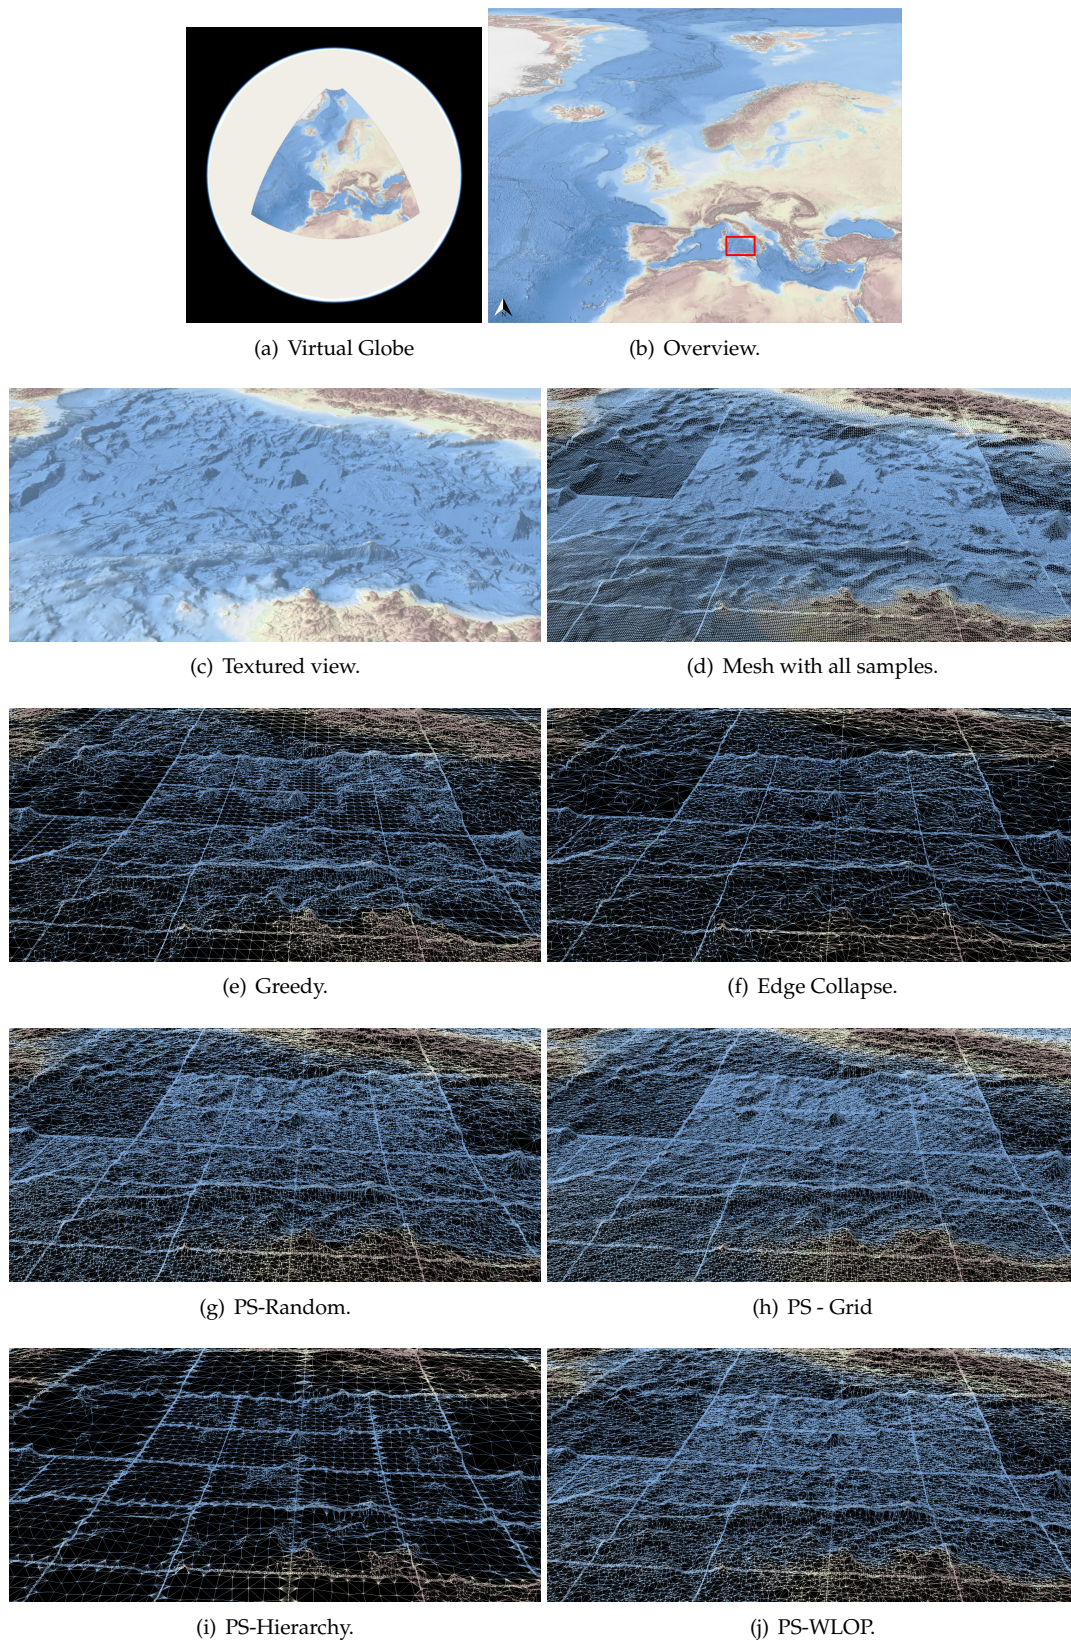 (a) Virtual Globe
(b) Overview.
(c) Textured view.
(d) Mesh with all samples.
(e) Greedy.
(f) Edge Collapse.
(g) PS-Random.
(h) PS - Grid
(i) PS-Hierarchy.
(j) PS-WLOP.